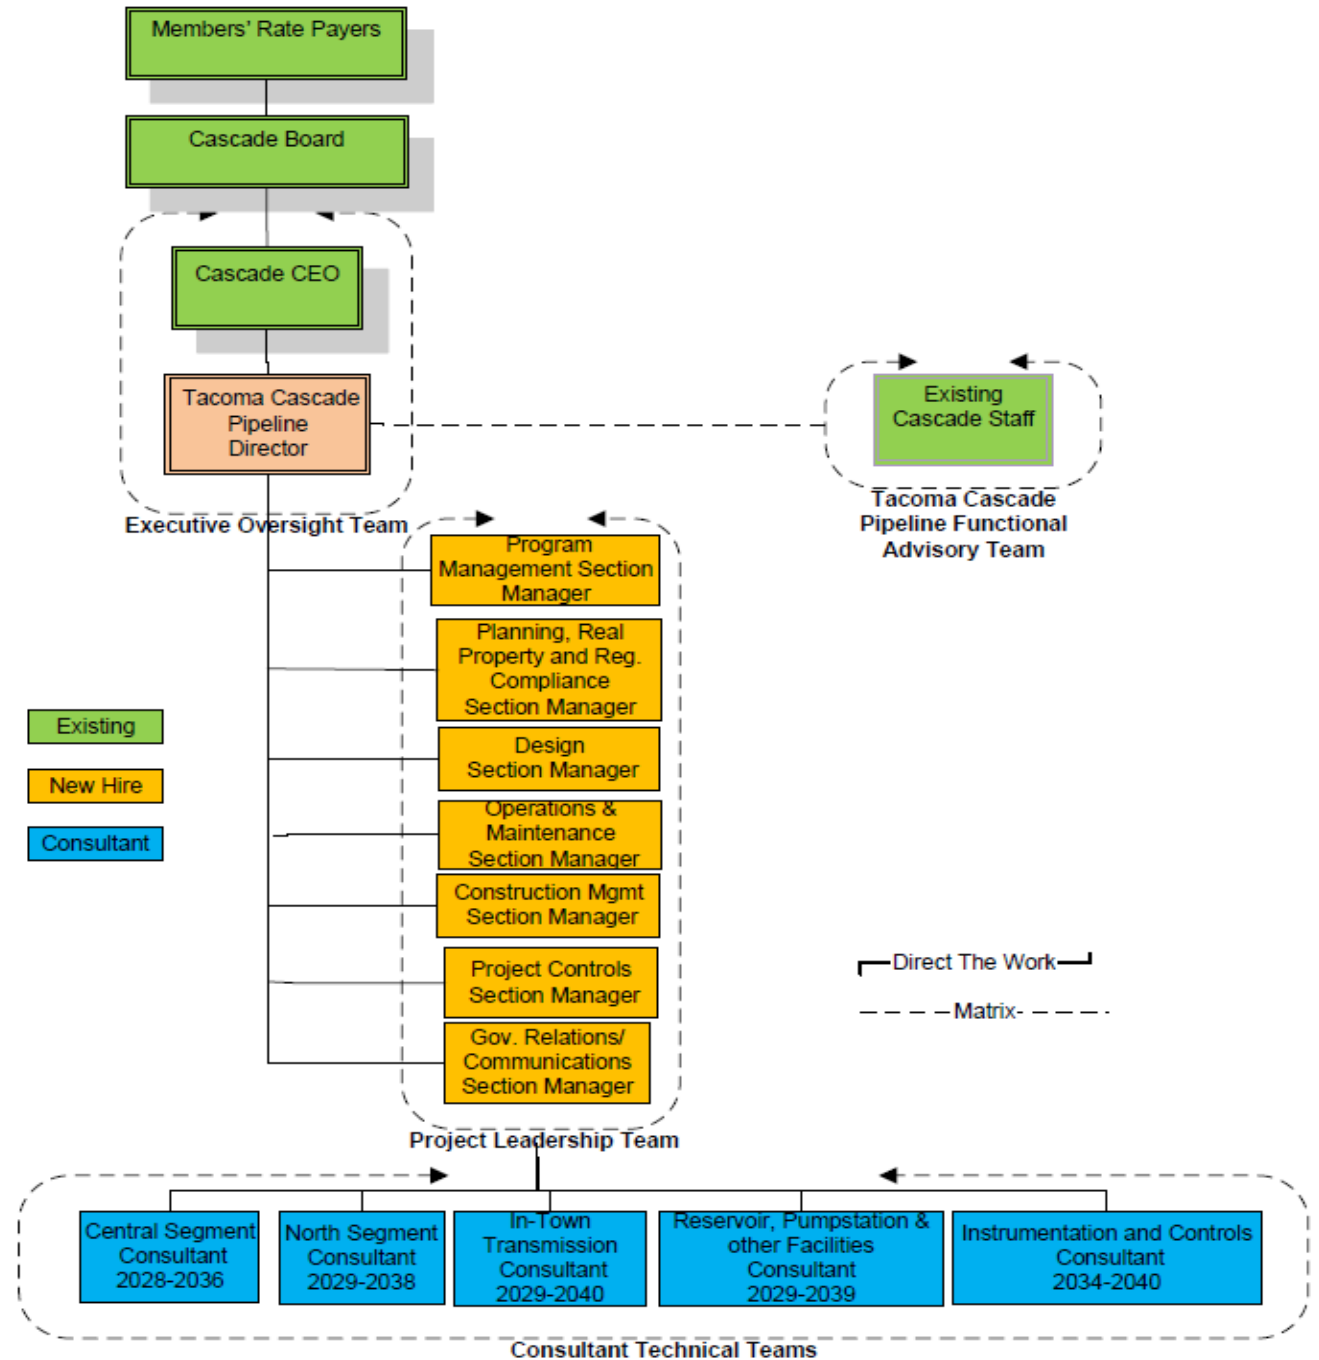 Members' Rate Payers
Cascade Board
Cascade CEO
Tacoma Cascade
Pipeline
Director
Executive Oversight Team
Existing
Cascade Staff
Tacoma Cascade
Pipeline Functional
Advisory Team
Program
Management Section
Manager
Planning, Real
Property and Reg.
Compliance
Section Manager
Design
Section Manager
Operations &
Maintenance
Section Manager
Construction Mgmt
Section Manager
Project Controls
Section Manager
Gov. Relations/
Communications
Section Manager
Project Leadership Team
Existing
New Hire
Consultant
Direct The Work
Matrix
Central Segment
Consultant
2028-2036
North Segment
Consultant
2029-2038
In-Town
Transmission
Consultant
2029-2040
Reservoir, Pumpstation &
other Facilities
Consultant
2029-2039
Instrumentation and Controls
Consultant
2034-2040
Consultant Technical Teams